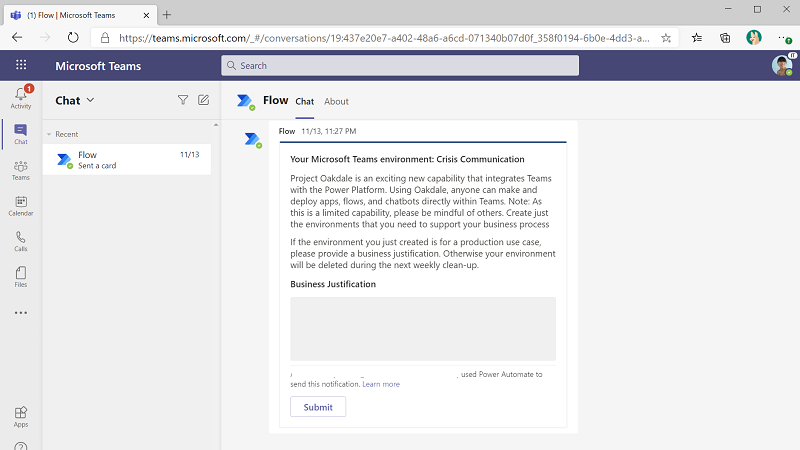 (1) Flow | Microsoft Teams
https://teams.microsoft.com/_#/conversations/19:437e20e7-a402-48a6-a6cd-071340b07d0f_358f0194-6b0e-4dd3-a...
Microsoft Teams
Search
IT
1
Activity
Chat
Teams
Calendar
Calls
Files
Apps
Chat
Recent
Flow 11/13
Sent a card
Flow Chat About
Flow 11/13, 11:27 PM
Your Microsoft Teams environment: Crisis Communication
Project Oakdale is an exciting new capability that integrates Teams
with the Power Platform. Using Oakdale, anyone can make and
deploy apps, flows, and chatbots directly within Teams. Note: As
this is a limited capability, please be mindful of others. Create just
the environments that you need to support your business process
If the environment you just created is for a production use case,
please provide a business justification. Otherwise your environment
will be deleted during the next weekly clean-up.
Business Justification
, used Power Automate to
send this notification. Learn more
Submit